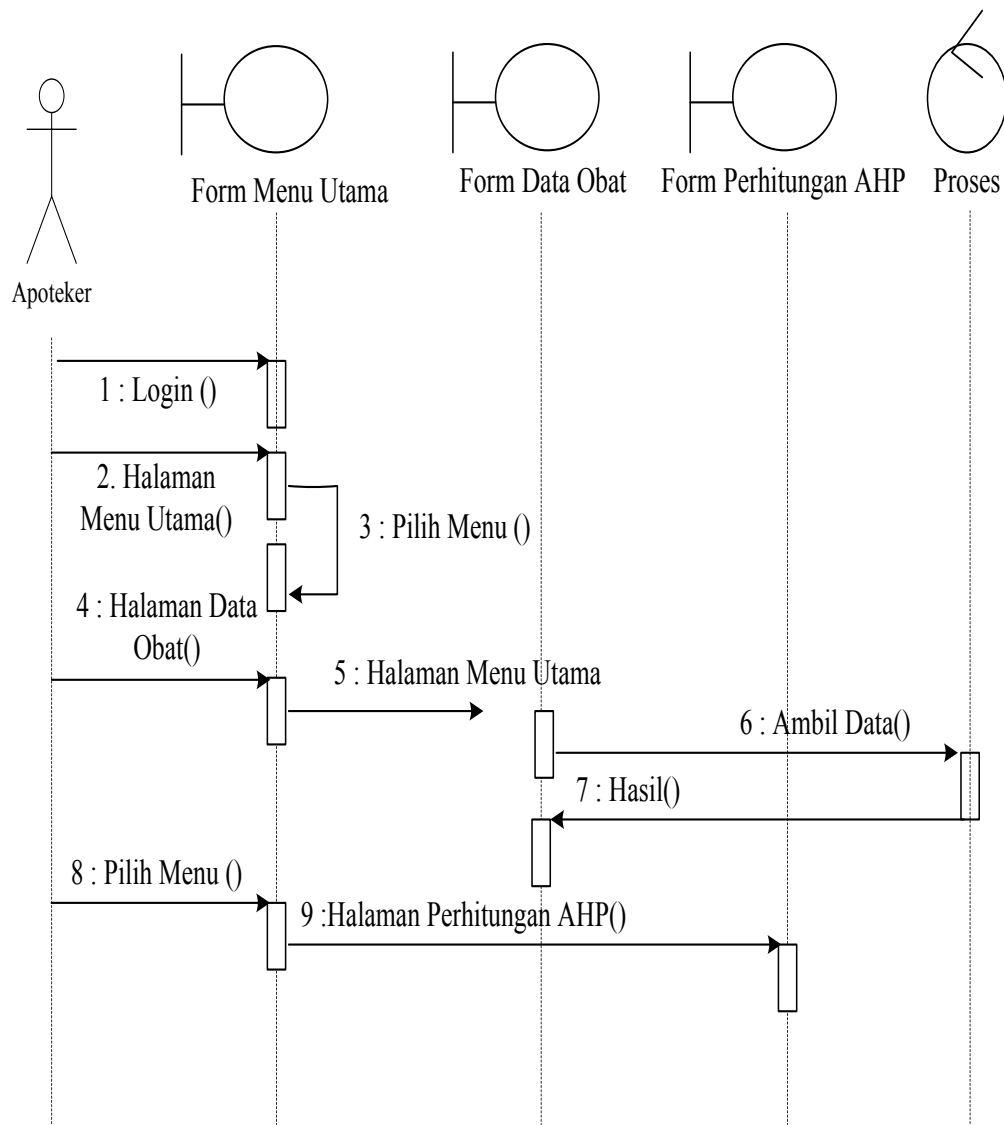 Form Menu Utama
Form Data Obat
Form Perhitungan AHP
Proses
Apoteker
1 : Login ()
2. Halaman
Menu Utama()
3 : Pilih Menu ()
4 : Halaman Data
Obat()
5 : Halaman Menu Utama
6 : Ambil Data()
7 : Hasil()
8 : Pilih Menu ()
9 :Halaman Perhitungan AHP()